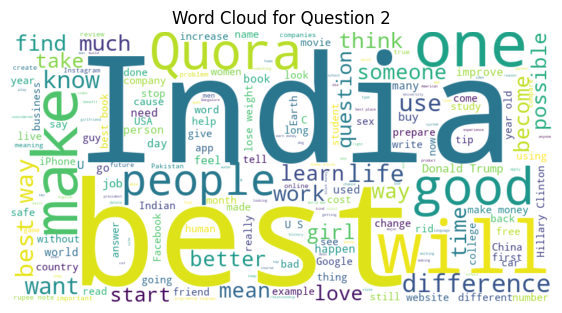 Word Cloud for Question 2
find
take
much
Quora
increase
name
companies
movie
think
one
possible
know
Instagram
women
book
look
someone
question
many
use
buy
become
year
business
say
live
iPhone
make
done
company
USA
person
day
stop
cause
need
guy
word
help
give
app
feel
lose weight
best book
India
Earth
C
long
sex
student
prepare
write
tip
come
study
improve
year old
now
using
good
Donald Trump
people
tell
learn
life
work
used
way
cost
online
job
go
future
Pakistan
Indian
month
made
best way
safe
without
world
country
want
read
answer
Facebook
human
really
better
bad
girl
U S
see
happen
Google
thing
change
will
rid
time
college
make money
back
free
China
first
car
Hillary Clinton
difference
start
going
friend
mean
example
love
still
website
different
number
rupee note
important
best